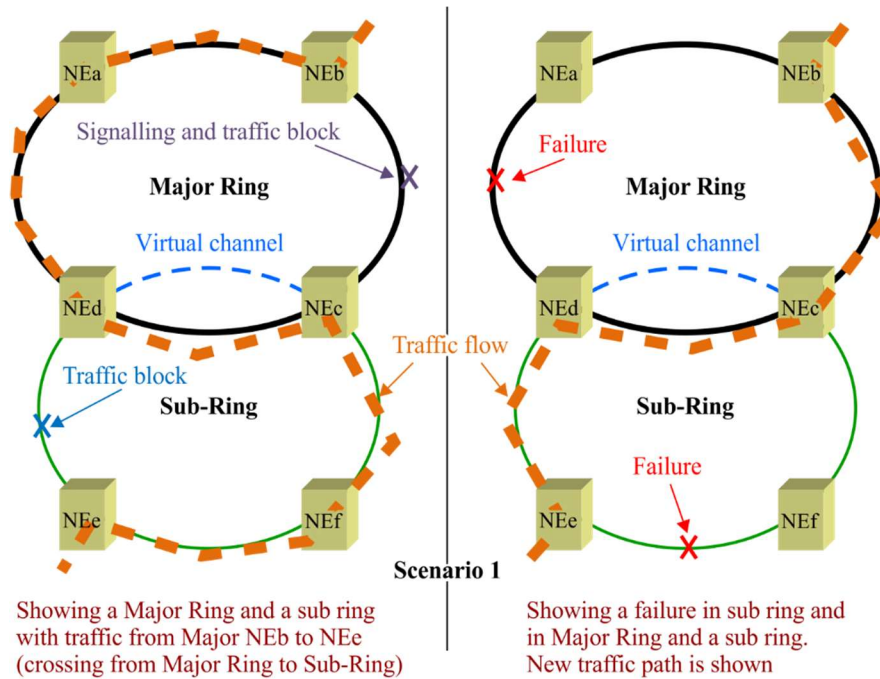 NEa
NEb
Signalling and traffic block
Major Ring
Virtual channel
NEd
NEc
Traffic block
Sub-Ring
NEe
NEf
Showing a Major Ring and a sub ring
with traffic from Major NEb to NEe
(crossing from Major Ring to Sub-Ring)
Traffic flow
Scenario 1
NEa
NEb
Failure
Major Ring
Virtual channel
NEd
NEc
Sub-Ring
Failure
NEe
NEf
Showing a failure in sub ring and
in Major Ring and a sub ring.
New traffic path is shown